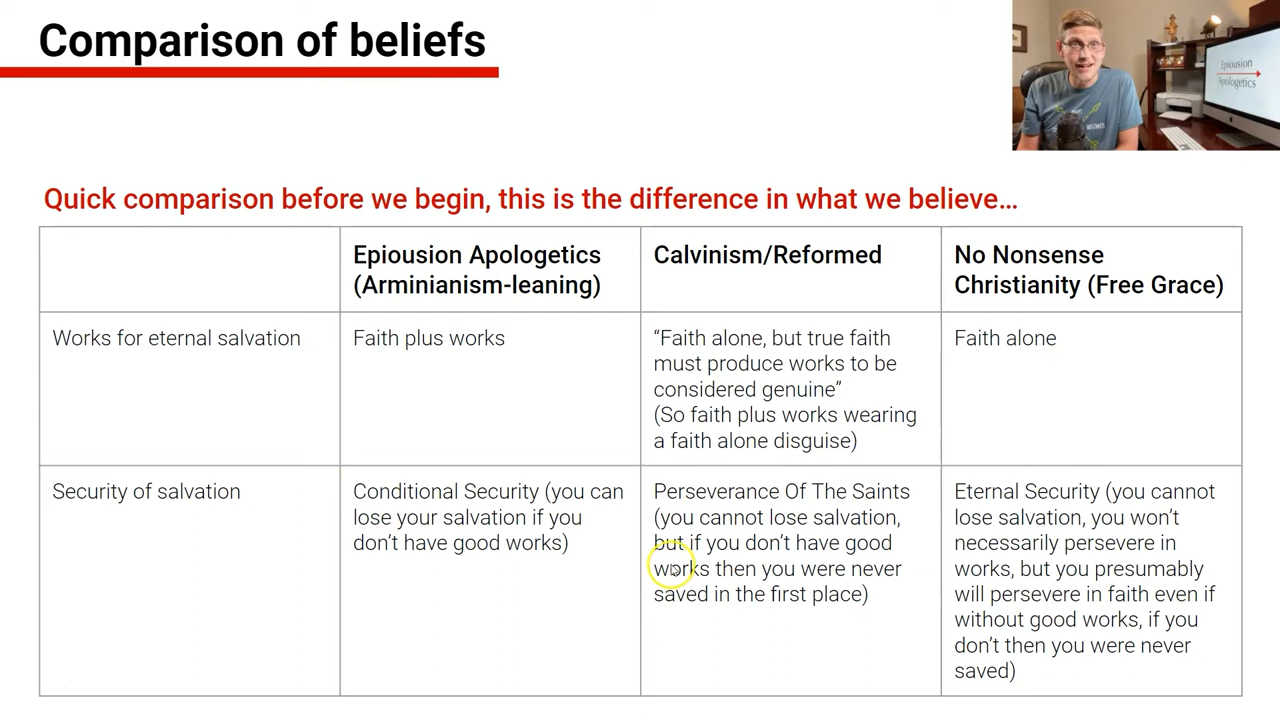 Comparison of beliefs
Epiousion
Apologetics
Quick comparison before we begin, this is the difference in what we believe…
Epiousion Apologetics
(Arminianism-leaning)
Calvinism/Reformed
No Nonsense
Christianity (Free Grace)
Works for eternal salvation
Faith plus works
“Faith alone, but true faith
must produce works to be
considered genuine”
(So faith plus works wearing
a faith alone disguise)
Faith alone
Security of salvation
Conditional Security (you can
lose your salvation if you
don’t have good works)
Perseverance Of The Saints
(you cannot lose salvation,
but if you don’t have good
works then you were never
saved in the first place)
Eternal Security (you cannot
lose salvation, you won’t
necessarily persevere in
works, but you presumably
will persevere in faith even if
without good works, if you
don’t then you were never
saved)